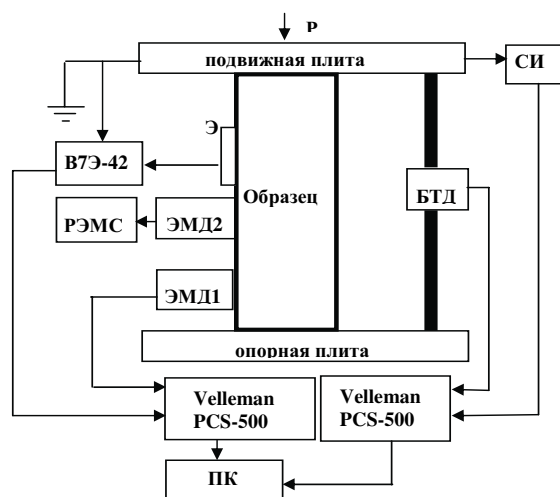 Р
подвижная плита
СИ
Э
В7Э-42
Образец
БТД
РЭМС
ЭМД2
ЭМД1
опорная плита
Velleman
PCS-500
Velleman
PCS-500
ПК